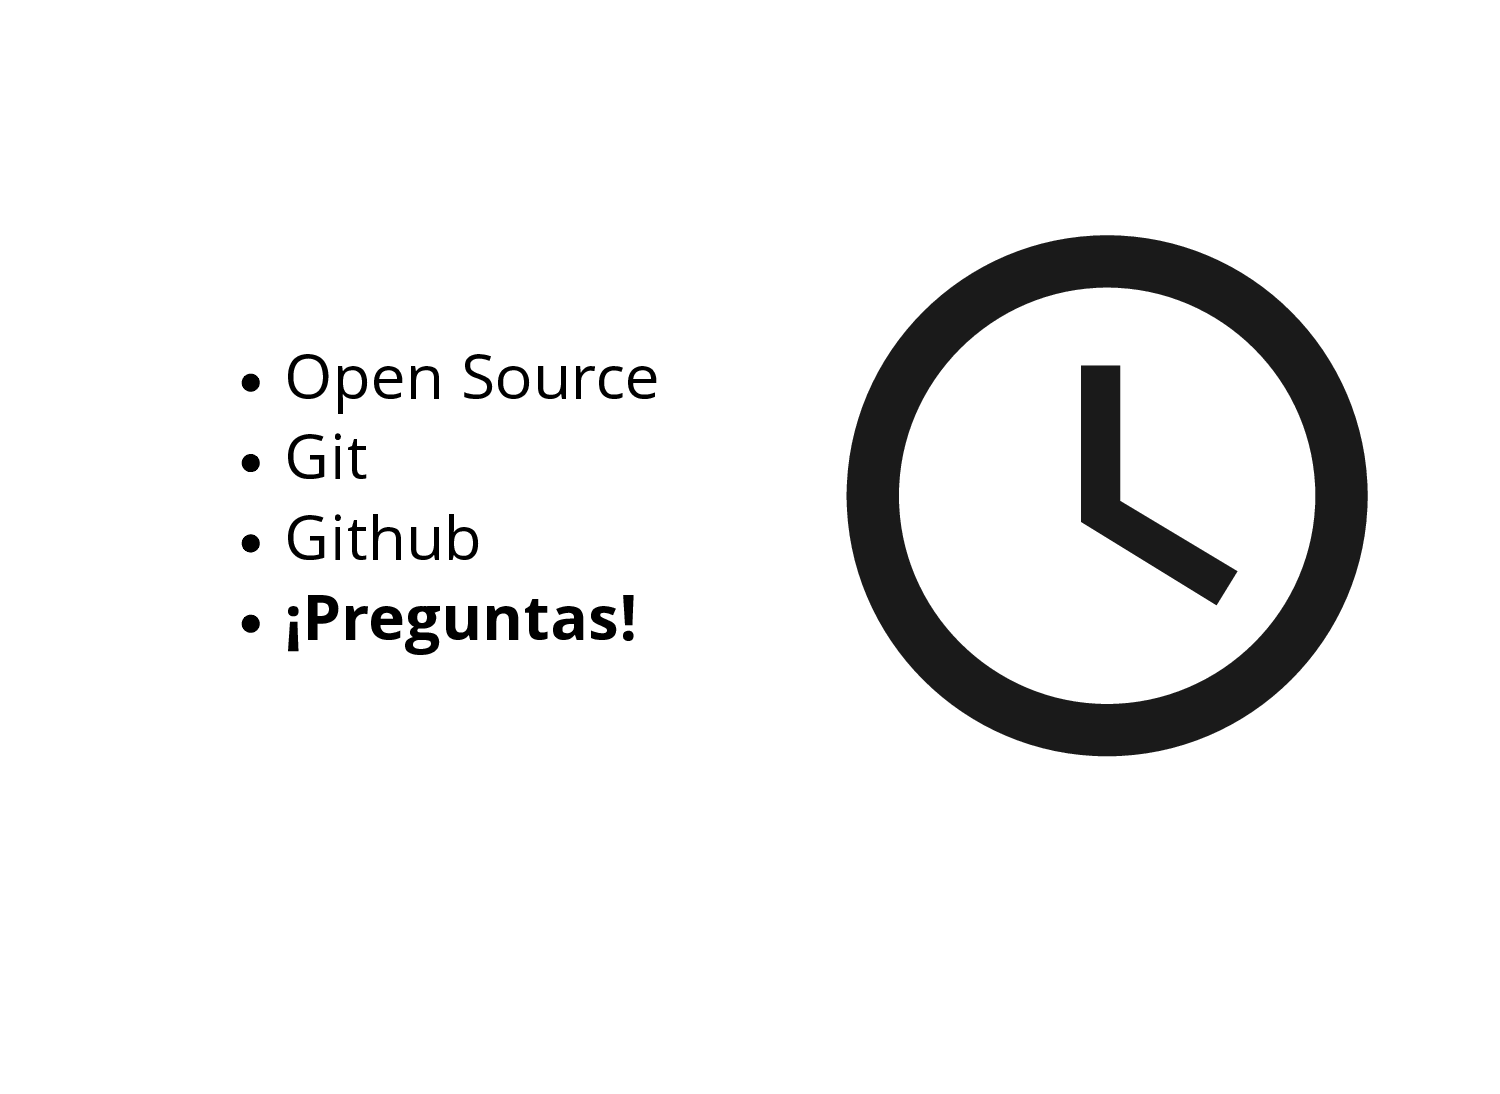 • Open Source
• Git
• Github
• ¡Preguntas!